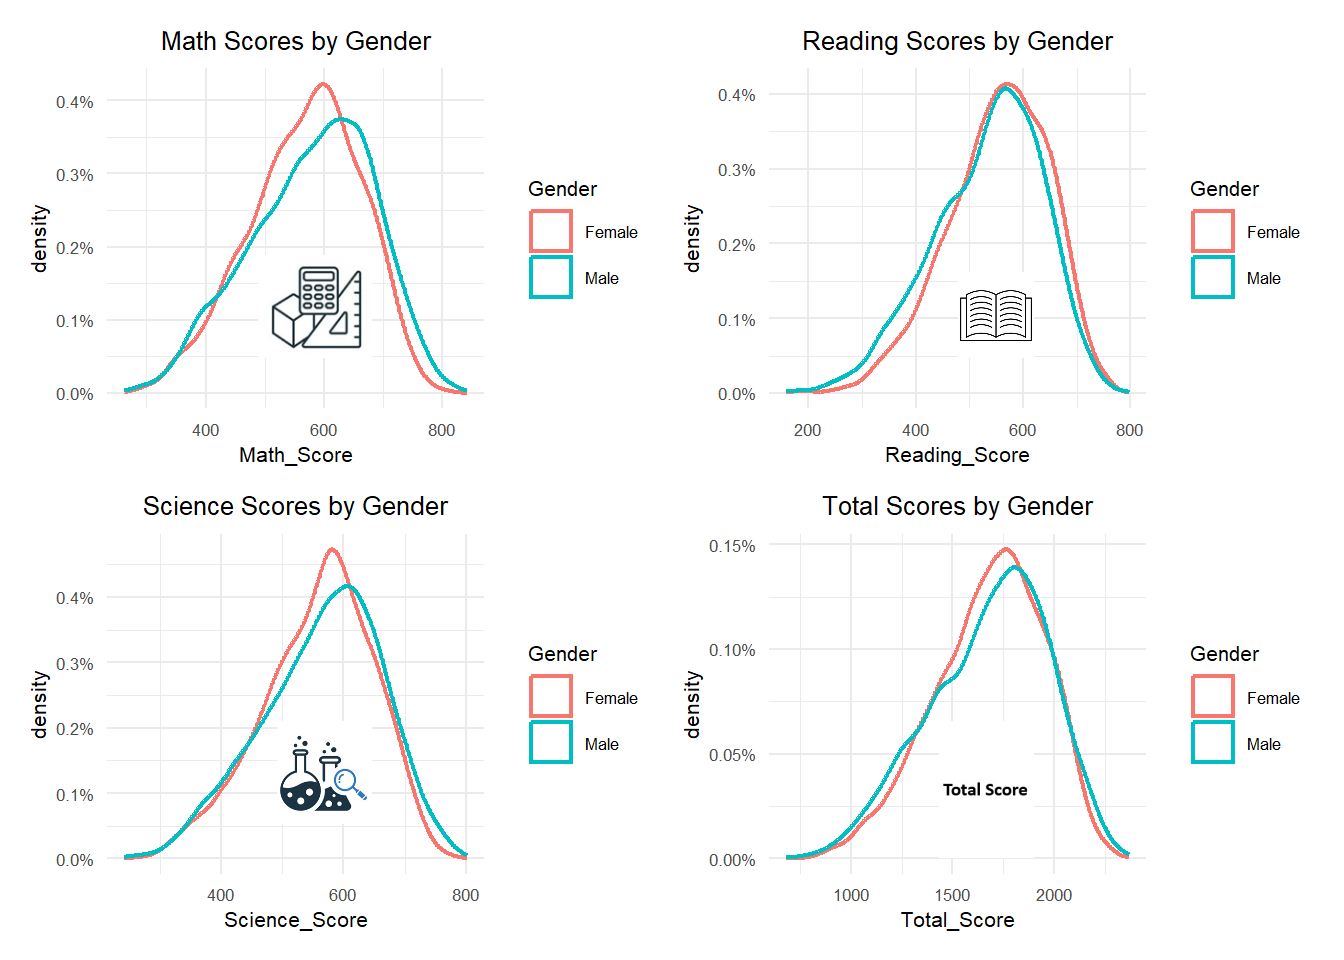 Math Scores by Gender
0.4%
0.3%
0.2%
0.1%
0.0%
density
400 600 800
Math_Score
Gender
Female
Male
Reading Scores by Gender
0.4%
0.3%
0.2%
0.1%
0.0%
density
200 400 600 800
Reading_Score
Gender
Female
Male
Science Scores by Gender
0.4%
0.3%
0.2%
0.1%
0.0%
density
400 600 800
Science_Score
Gender
Female
Male
Total Scores by Gender
0.15%
0.10%
0.05%
0.00%
density
Total Score
1000 1500 2000
Total_Score
Gender
Female
Male